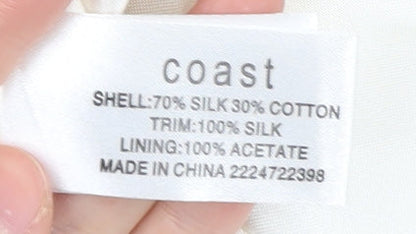 coast
SHELL:70% SILK 30% COTTON
TRIM:100% SILK
LINING:100% ACETATE
MADE IN CHINA 2224722398